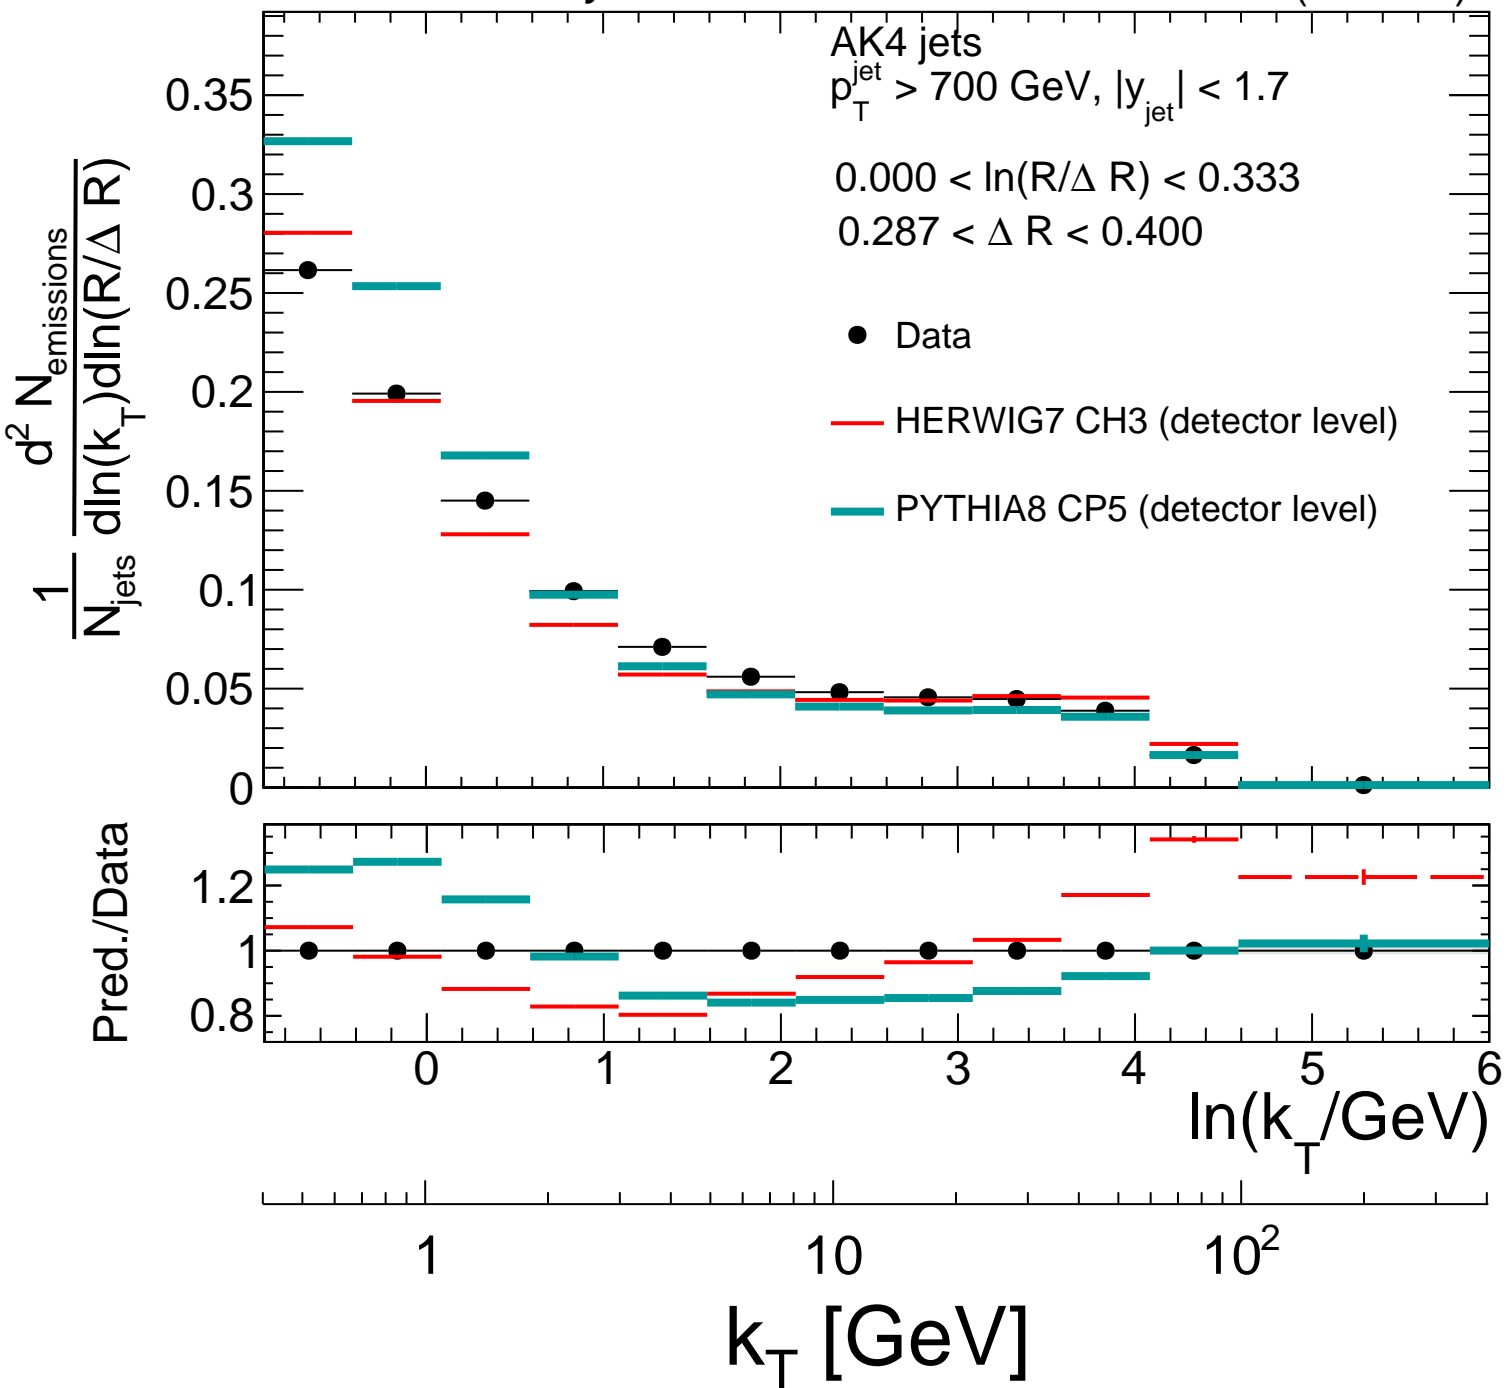 AK4 jets
p_T^jet > 700 GeV, |y_jet| < 1.7
0.000 < ln(R/Δ R) < 0.333
0.287 < Δ R < 0.400
Data
HERWIG7 CH3 (detector level)
PYTHIA8 CP5 (detector level)
1/N_jets d² N_emissions/dln(k_T)dln(R/Δ R)
0.35
0.3
0.25
0.2
0.15
0.1
0.05
0
Pred./Data
1.2
1
0.8
0 1 2 3 4 5 6
ln(k_T/GeV)
1 10 10²
k_T [GeV]